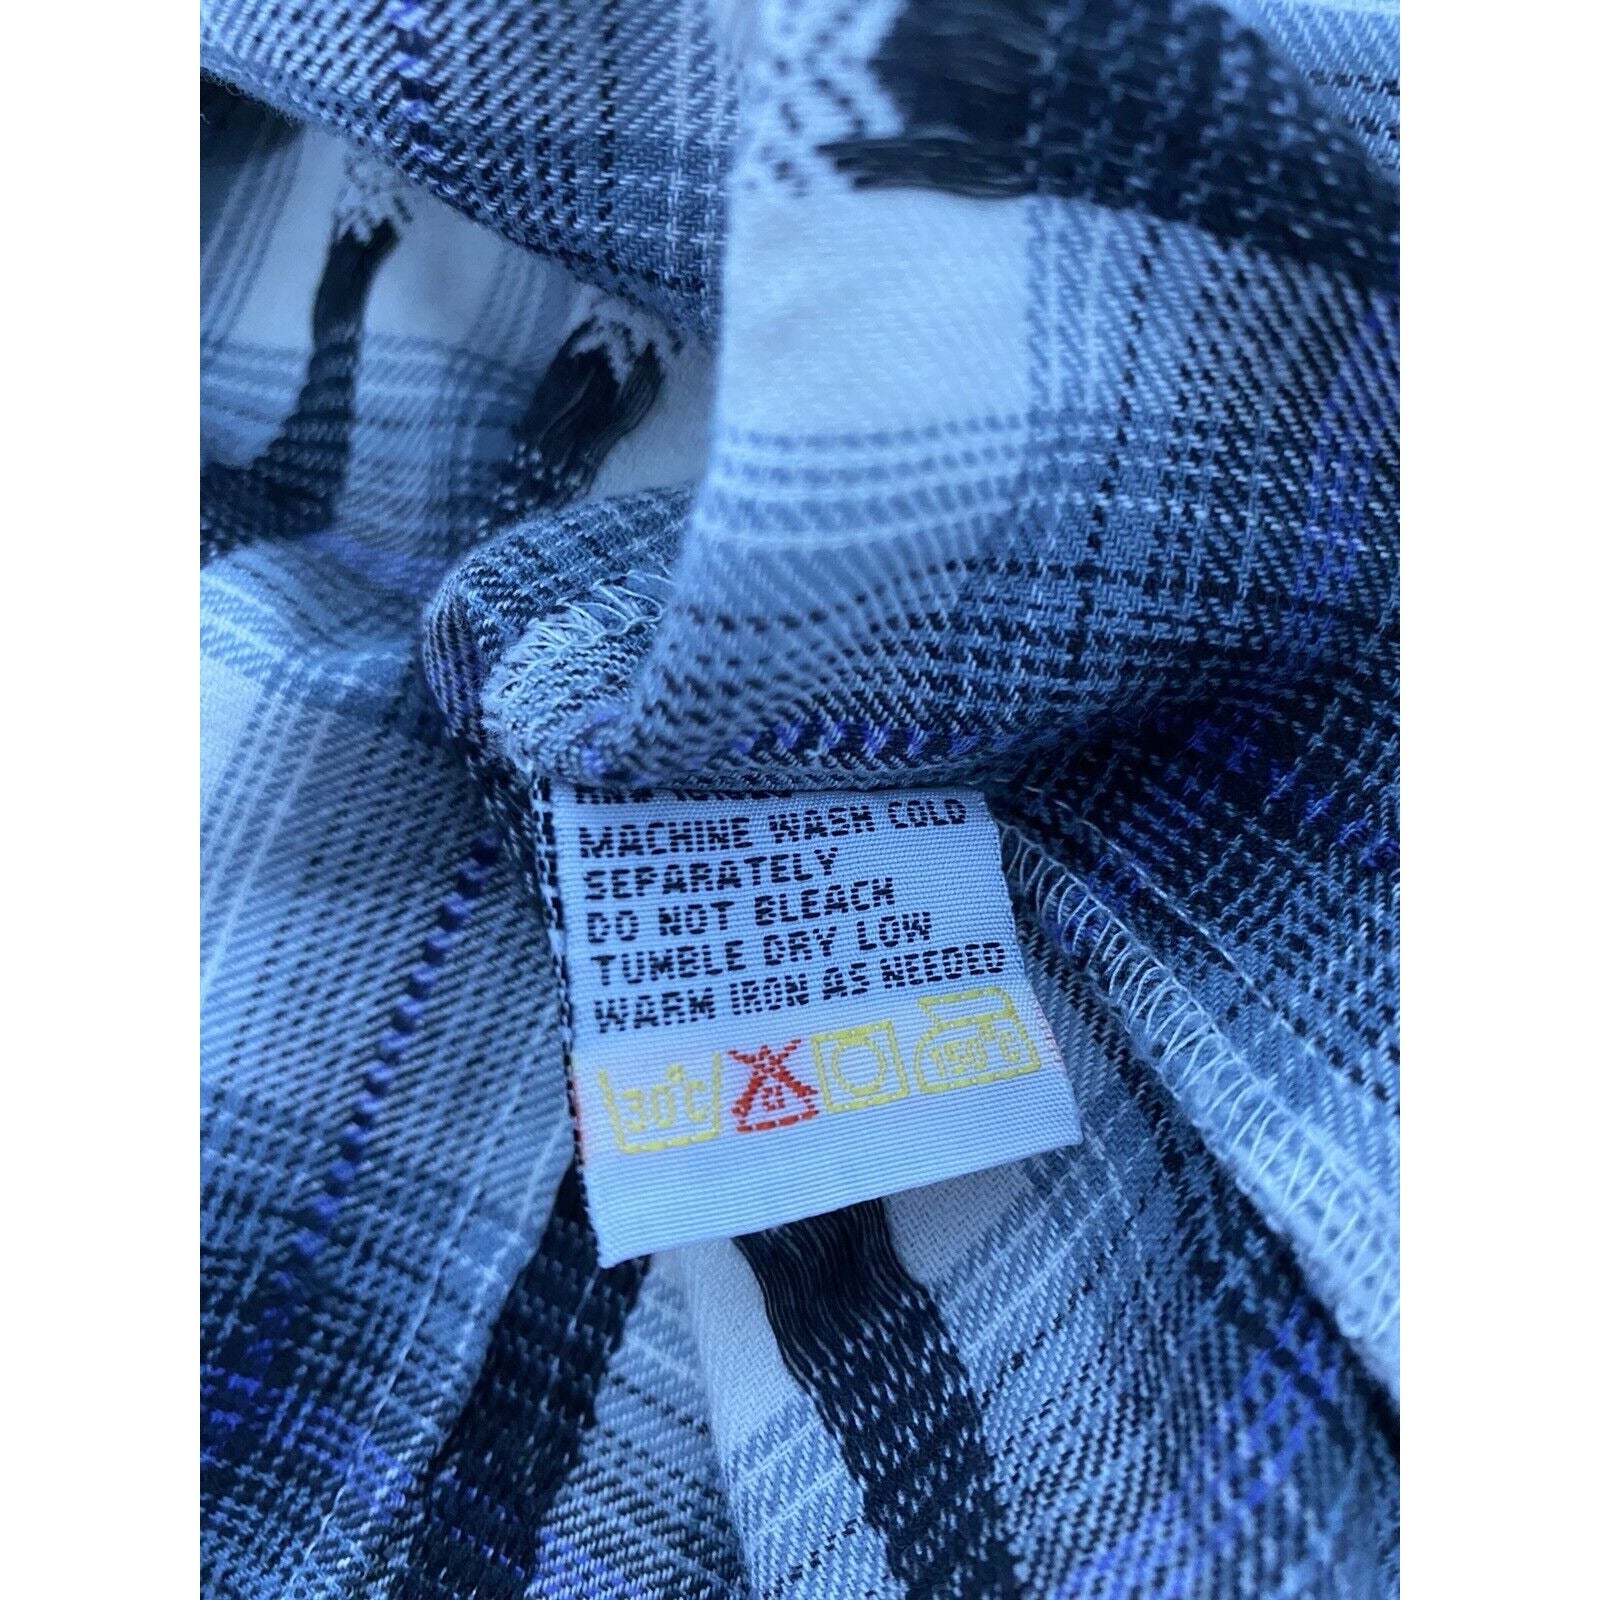 MACHINE WASH COLD
SEPARATELY
DO NOT BLEACH
TUMBLE DRY LOW
WARM IRON AS NEEDED
30°C
150°C